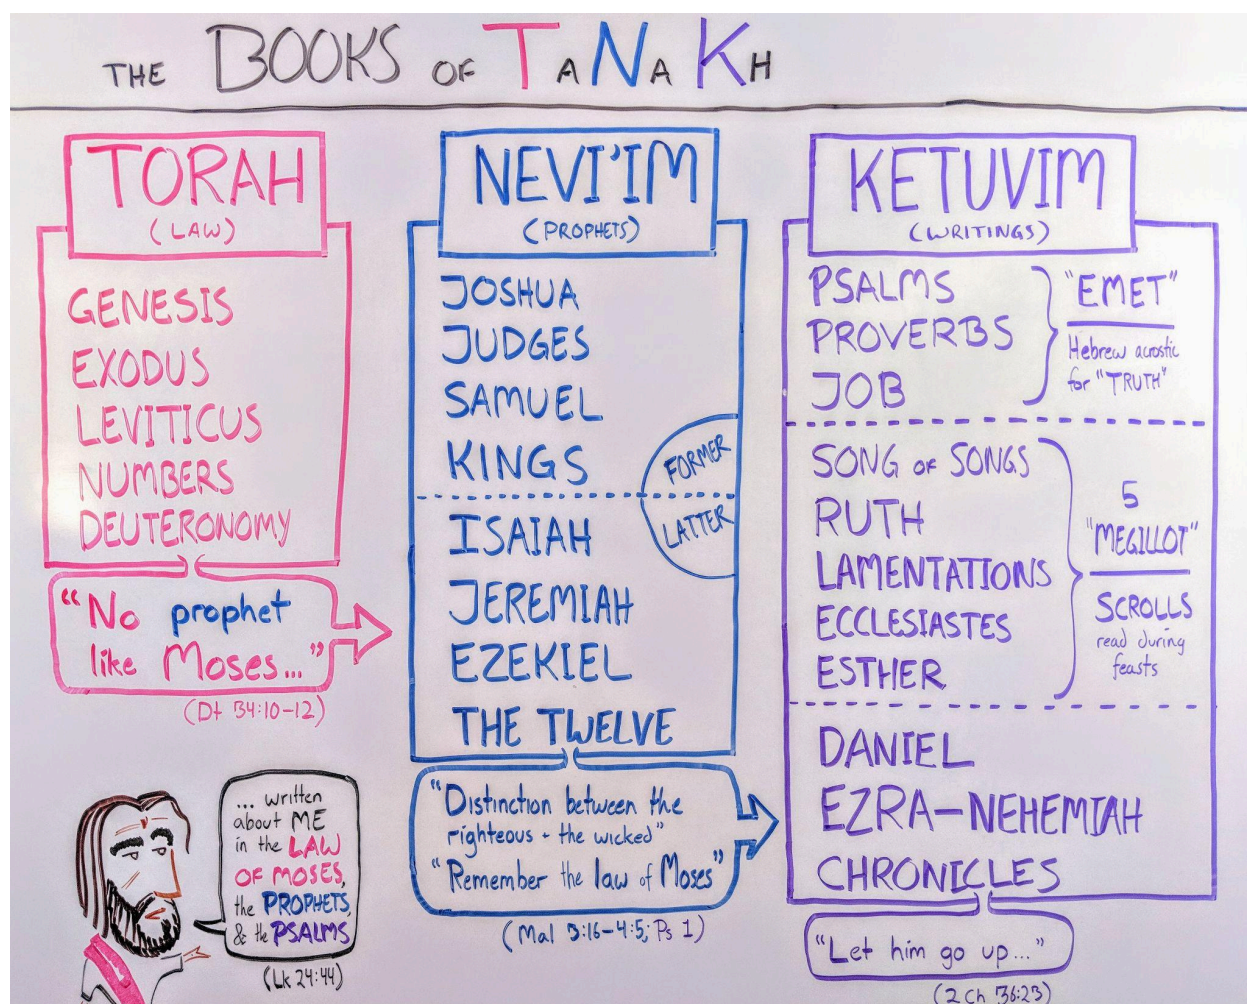 THE BOOKS OF TANAKH
TORAH
(LAW)
GENESIS
EXODUS
LEVITICUS
NUMBERS
DEUTERONOMY
"No prophet
like Moses..."
(Dt 34:10-12)
NEVI'IM
(PROPHETS)
JOSHUA
JUDGES
SAMUEL
KINGS
FORMER
LATTER
ISAIAH
JEREMIAH
EZEKIEL
THE TWELVE
"Distinction between the
righteous + the wicked"
"Remember the law of Moses"
(Mal 3:16-4:5; Ps 1)
KETUVIM
(WRITINGS)
PSALMS
PROVERBS
JOB
"EMET"
Hebrew acrostic
for "TRUTH"
SONG OF SONGS
RUTH
LAMENTATIONS
ECCLESIASTES
ESTHER
5
"MEGILLOT"
SCROLLS
read during
feasts
DANIEL
EZRA-NEHEMIAH
CHRONICLES
"Let him go up..."
(2 Ch 36:23)
... written
about ME
in the LAW
OF MOSES,
the PROPHETS,
& the PSALMS
(Lk 24:44)